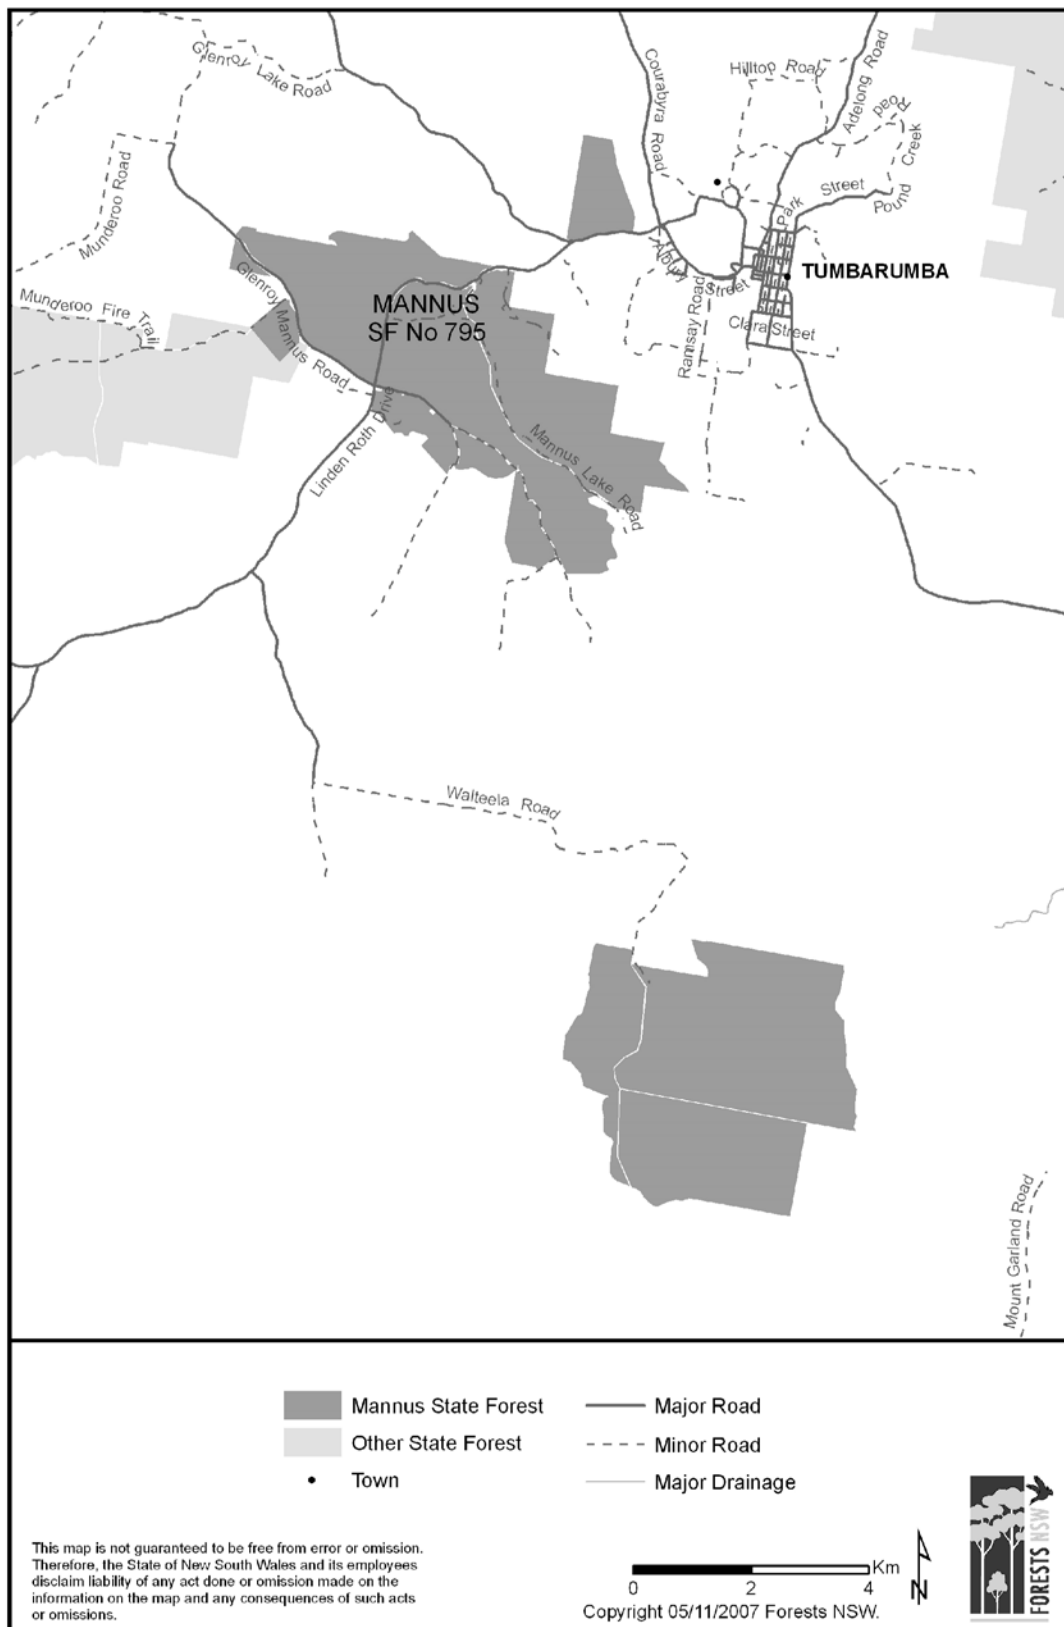 Glenroy Lake Road
Courabyra Road
Hilltop Road
Adelong Road
Pound Creek Road
Park Street
Munderoo Road
Albury Street
TUMBARUMBA
Glenroy Mannus Road
MANNUS
SF No 795
Munderoo Fire Trail
Ramsay Road
Clara Street
Linden Roth Drive
Mannus Lake Road
Walteela Road
Mount Garland Road
Mannus State Forest
Other State Forest
Town
Major Road
Minor Road
Major Drainage
This map is not guaranteed to be free from error or omission.
Therefore, the State of New South Wales and its employees
disclaim liability of any act done or omission made on the
information on the map and any consequences of such acts
or omissions.
Km
0 2 4
Copyright 05/11/2007 Forests NSW.
N
FORESTS NSW